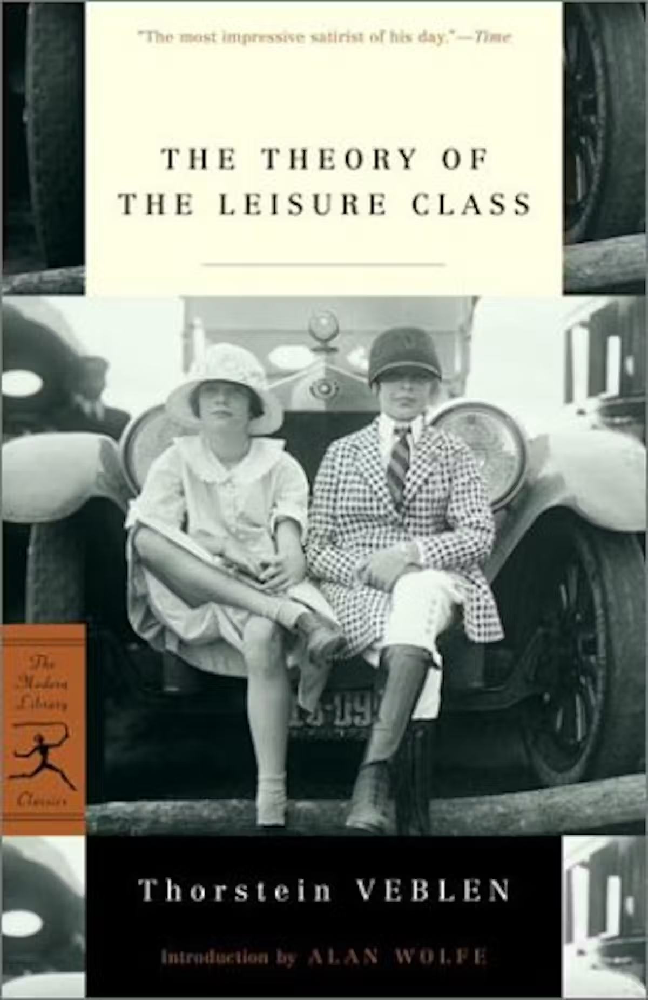 "The most impressive satirist of his day."—Time
THE THEORY OF
THE LEISURE CLASS
The
Modern
Library
Classics
Thorstein VEBLEN
Introduction by ALAN WOLFE